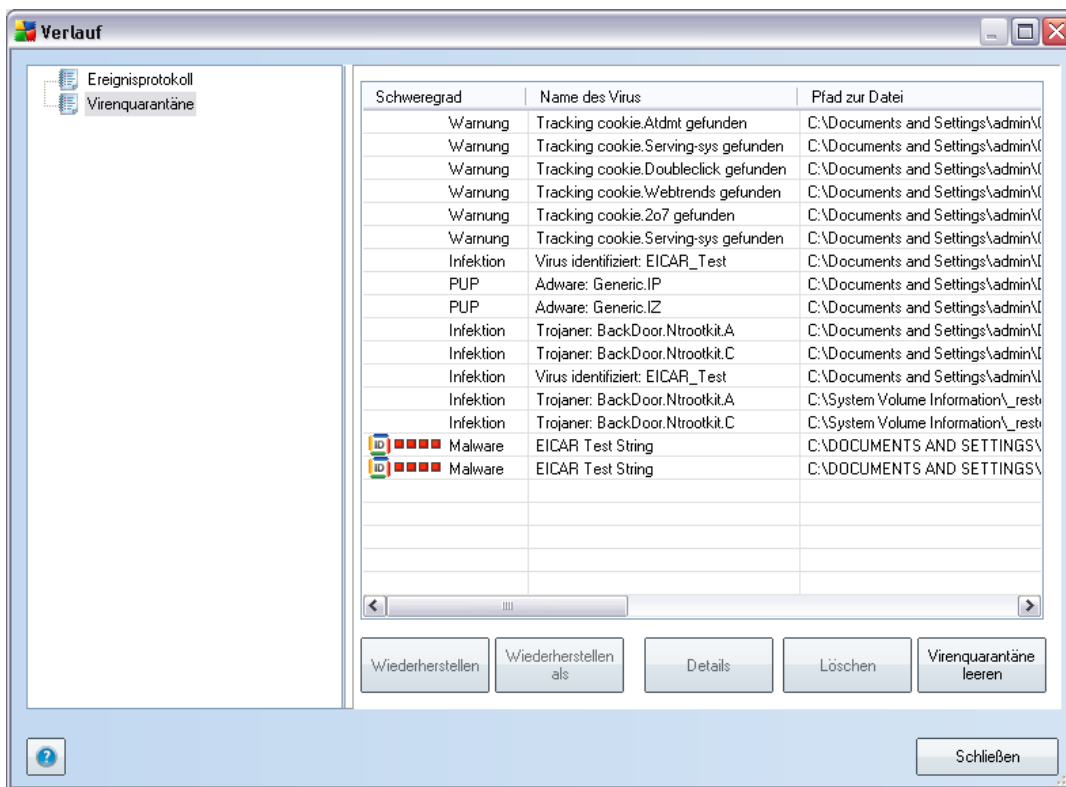 Verlauf
Ereignisprotokoll
Virenquarantäne
Schweregrad Name des Virus Pfad zur Datei
Warnung Tracking cookie.Atdmt gefunden C:\Documents and Settings\admin\
Warnung Tracking cookie.Serving-sys gefunden C:\Documents and Settings\admin\
Warnung Tracking cookie.Doubleclick gefunden C:\Documents and Settings\admin\
Warnung Tracking cookie.Webtrends gefunden C:\Documents and Settings\admin\
Warnung Tracking cookie.2o7 gefunden C:\Documents and Settings\admin\
Warnung Tracking cookie.Serving-sys gefunden C:\Documents and Settings\admin\
Infektion Virus identifiziert: EICAR_Test C:\Documents and Settings\admin\
PUP Adware: Generic.IP C:\Documents and Settings\admin\
PUP Adware: Generic.IZ C:\Documents and Settings\admin\
Infektion Trojaner: BackDoor.Ntrootkit.A C:\Documents and Settings\admin\
Infektion Trojaner: BackDoor.Ntrootkit.C C:\Documents and Settings\admin\
Infektion Virus identifiziert: EICAR_Test C:\Documents and Settings\admin\
Infektion Trojaner: BackDoor.Ntrootkit.A C:\System Volume Information\_rest
Infektion Trojaner: BackDoor.Ntrootkit.C C:\System Volume Information\_rest
ID Malware EICAR Test String C:\DOCUMENTS AND SETTINGS\
ID Malware EICAR Test String C:\DOCUMENTS AND SETTINGS\
Wiederherstellen Wiederherstellen als Details Löschen Virenquarantäne leeren
? Schließen